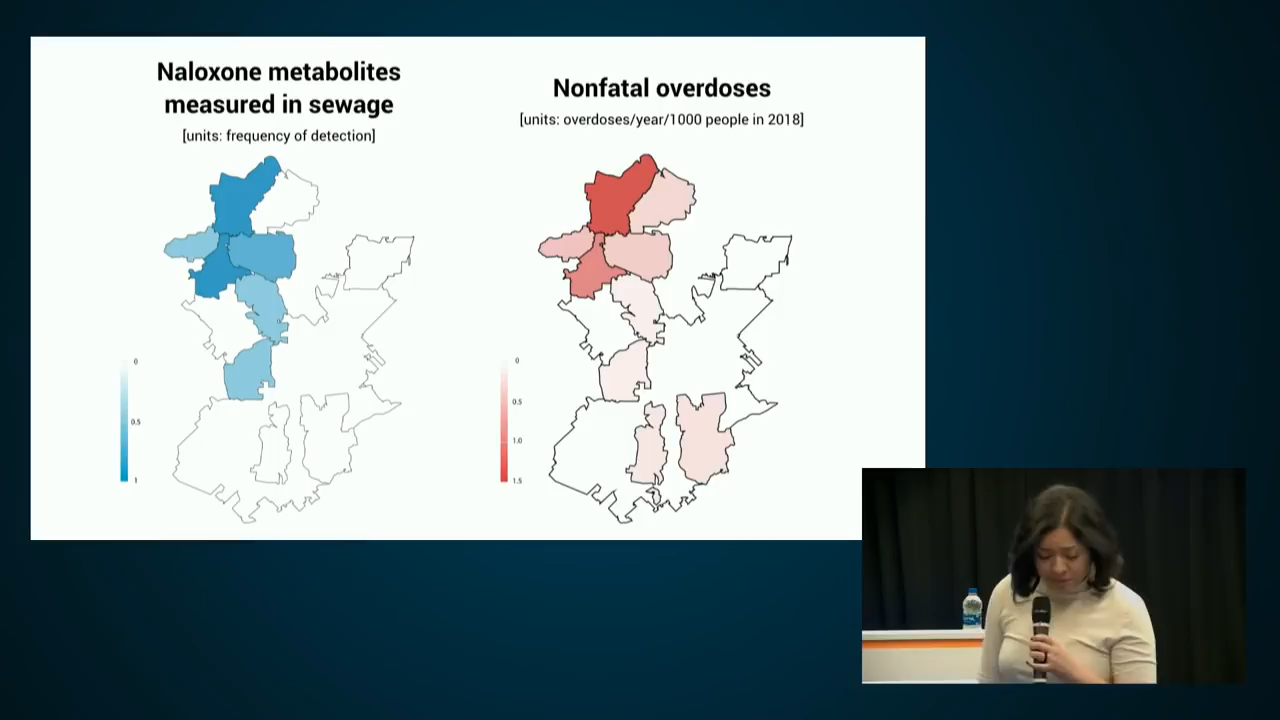 Naloxone metabolites
measured in sewage
[units: frequency of detection]
0
0.5
1
Nonfatal overdoses
[units: overdoses/year/1000 people in 2018]
0
0.5
1.0
1.5